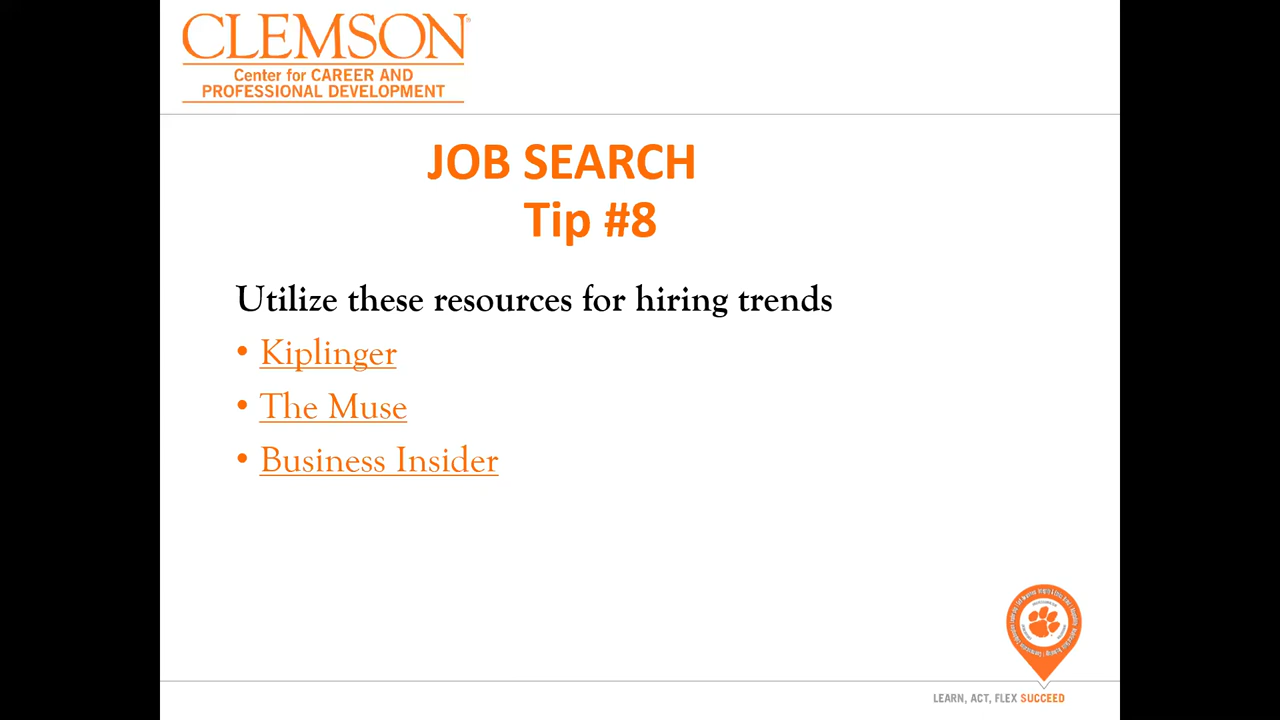 CLEMSON®
Center for CAREER AND
PROFESSIONAL DEVELOPMENT
JOB SEARCH
Tip #8
Utilize these resources for hiring trends
• Kiplinger
• The Muse
• Business Insider
LEARN, ACT, FLEX SUCCEED